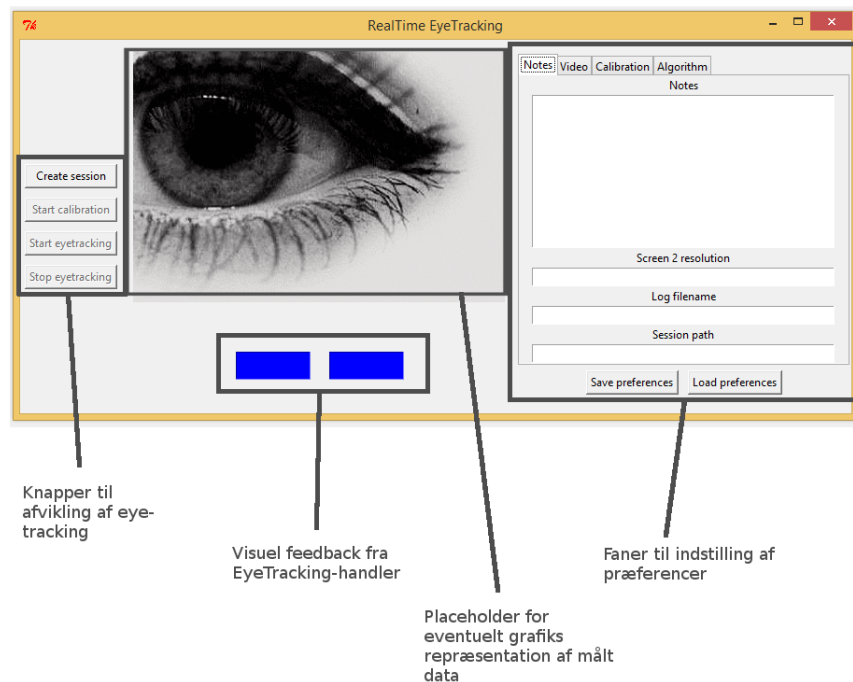 RealTime EyeTracking
Notes Video Calibration Algorithm
Notes
Create session
Start calibration
Start eyetracking
Stop eyetracking
Screen 2 resolution
Log filename
Session path
Save preferences Load preferences
Knapper til
afvikling af eye-
tracking
Visuel feedback fra
EyeTracking-handler
Faner til indstilling af
præferencer
Placeholder for
eventuelt grafiks
repræsentation af målt
data